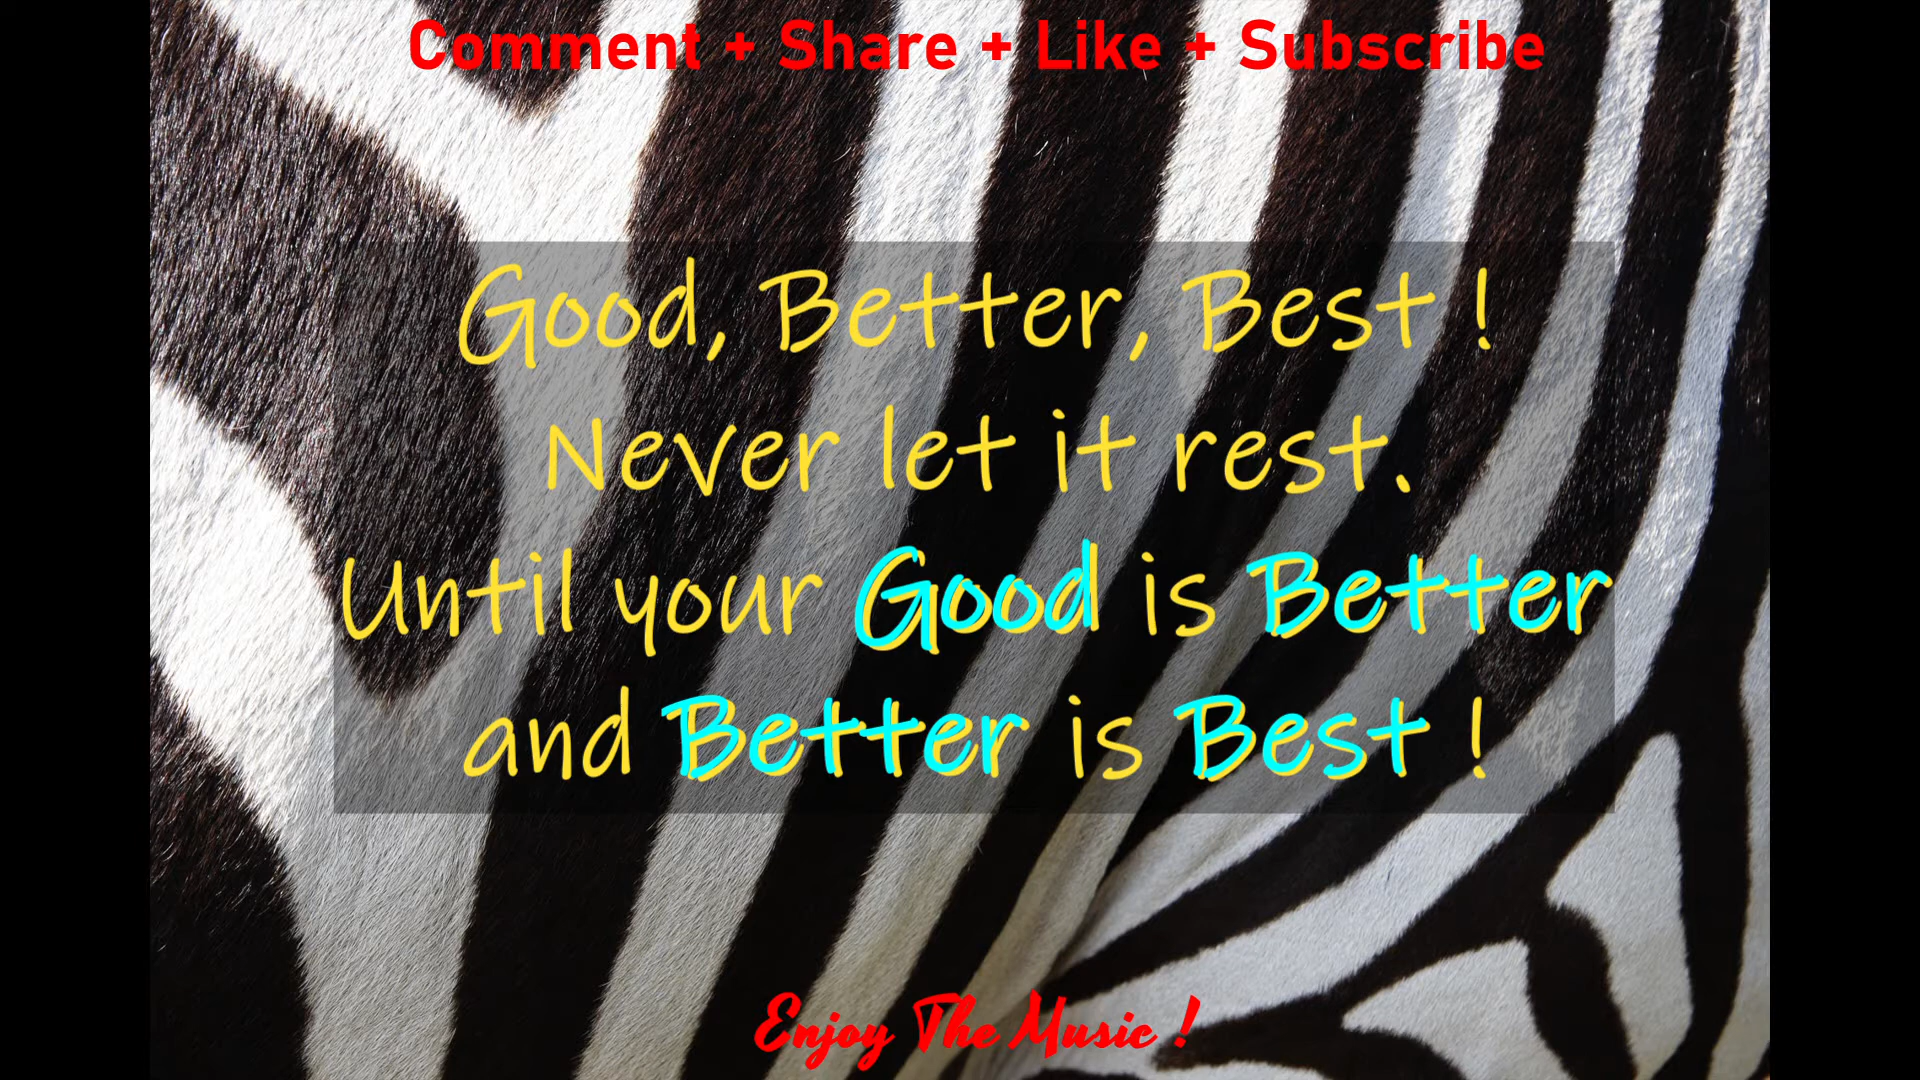 Comment + Share + Like + Subscribe
Good, Better, Best !
Never let it rest.
Until your Good is Better
and Better is Best !
Enjoy The Music !